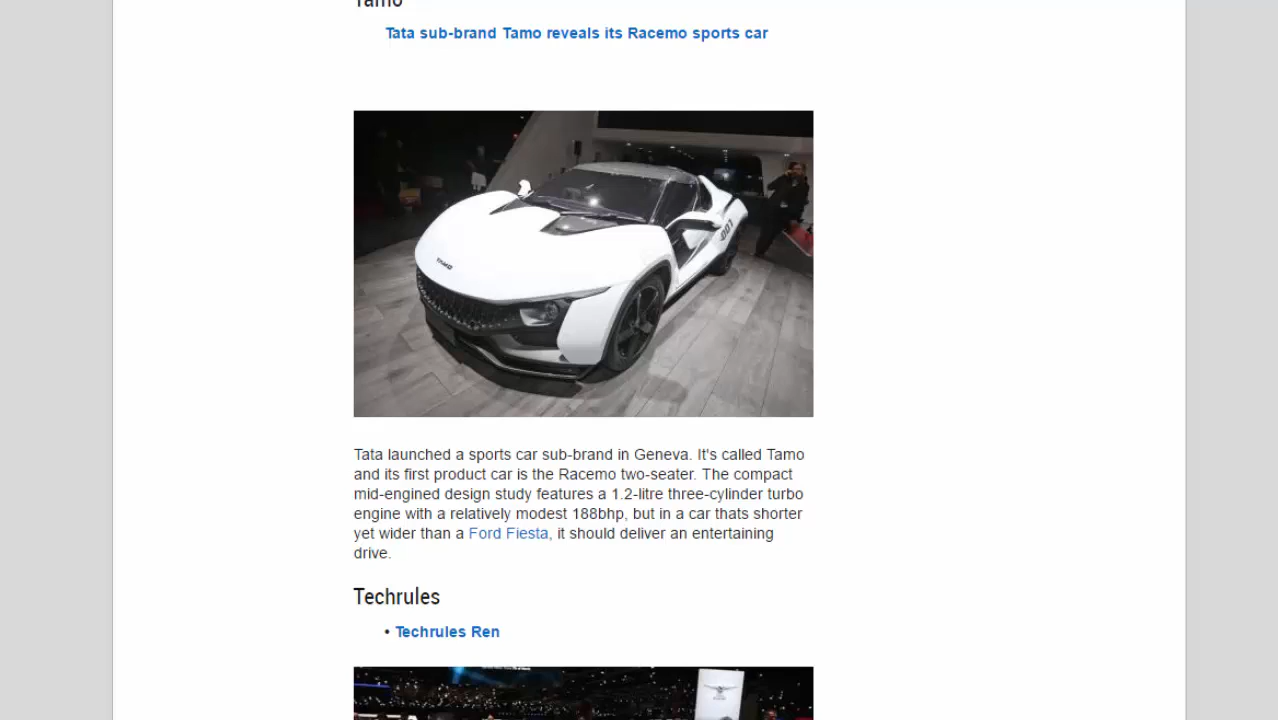 Tamo
Tata sub-brand Tamo reveals its Racemo sports car
TAMO
001
Tata launched a sports car sub-brand in Geneva. It's called Tamo
and its first product car is the Racemo two-seater. The compact
mid-engined design study features a 1.2-litre three-cylinder turbo
engine with a relatively modest 188bhp, but in a car thats shorter
yet wider than a Ford Fiesta, it should deliver an entertaining
drive.
Techrules
• Techrules Ren